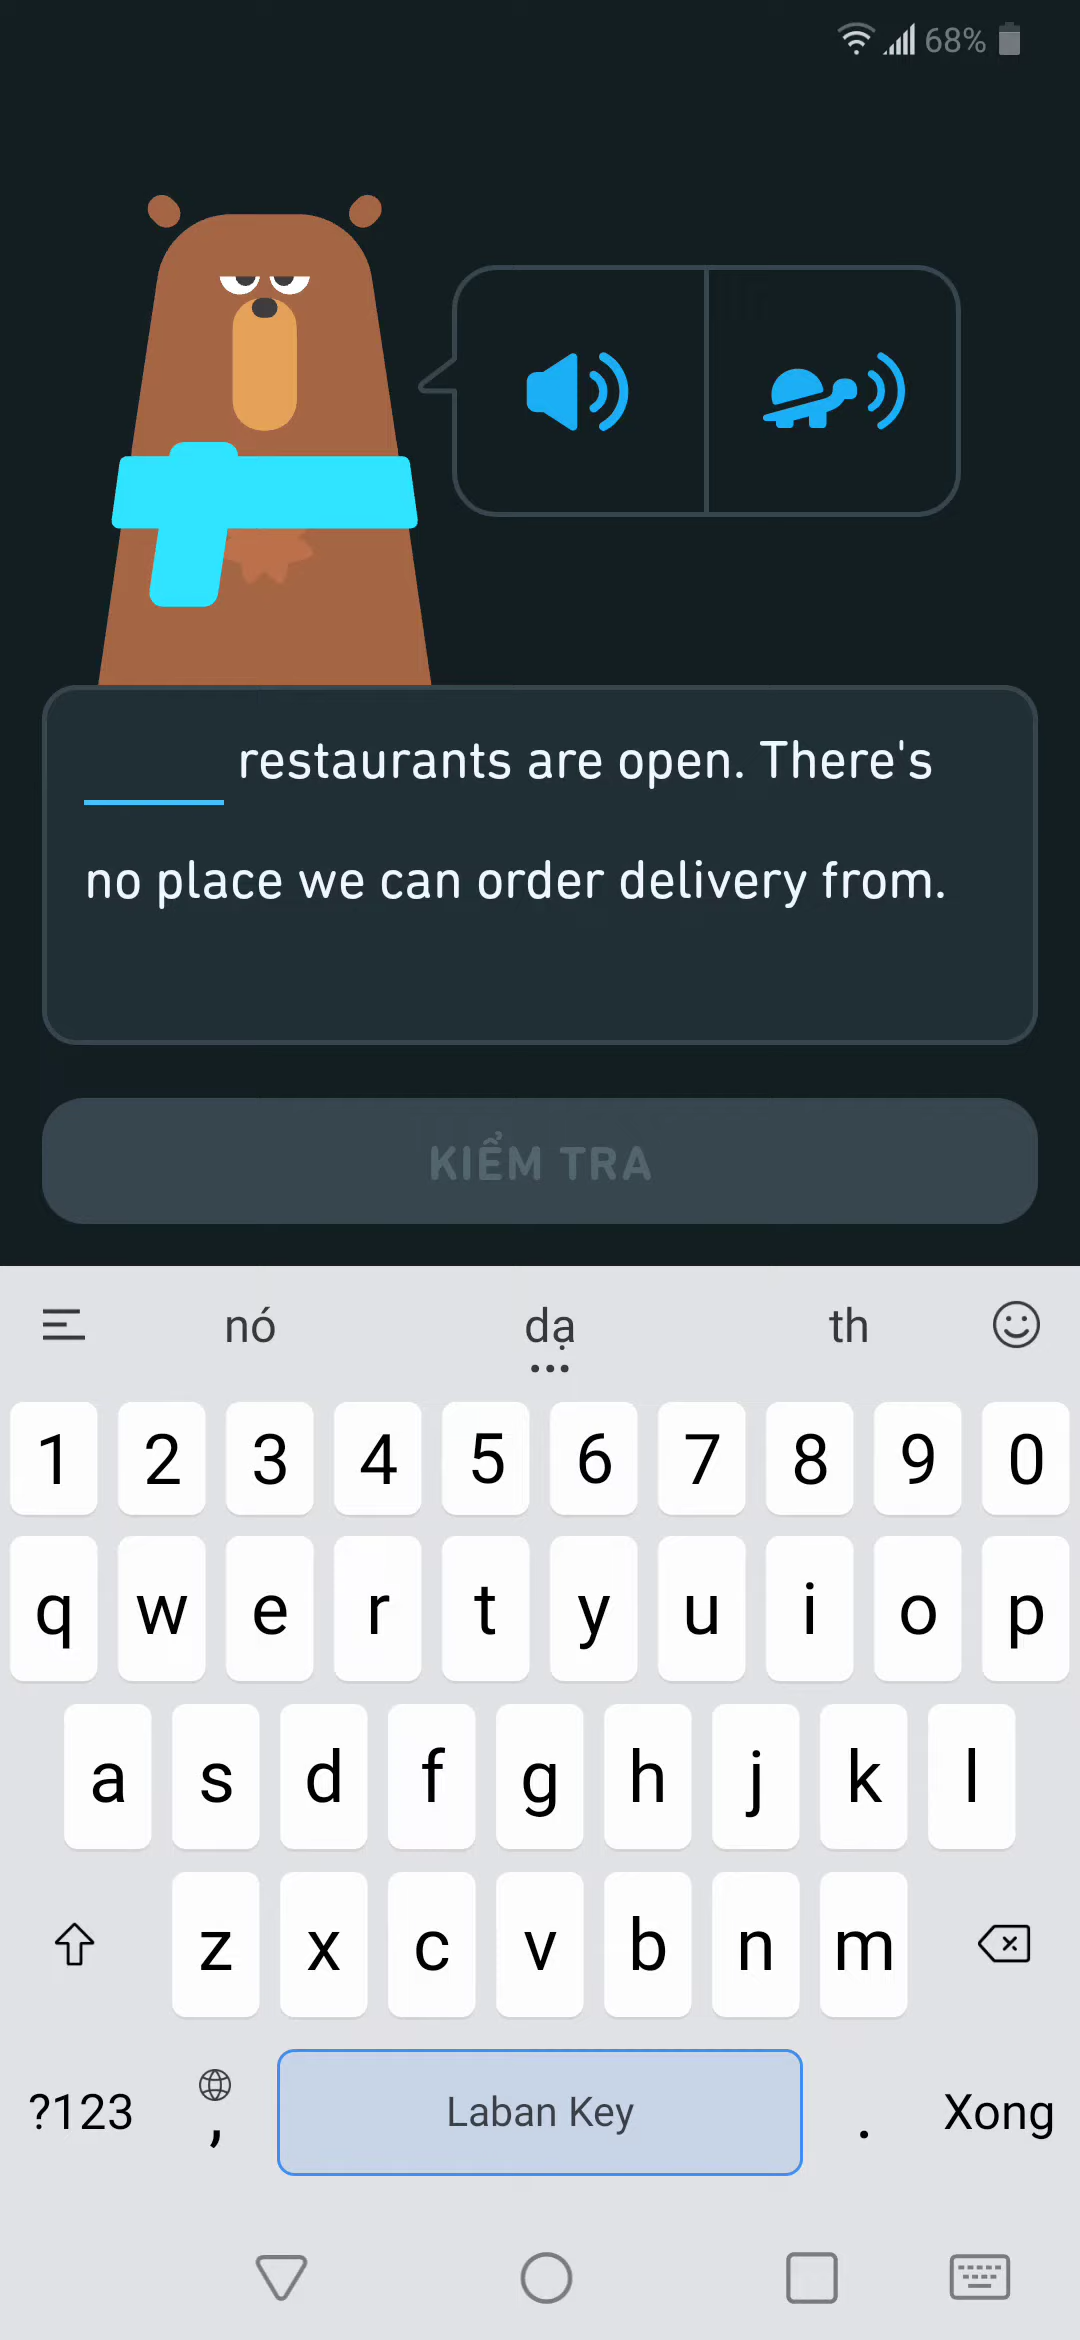 68%
restaurants are open. There's
no place we can order delivery from.
KIỂM TRA
nó dạ th
1 2 3 4 5 6 7 8 9 0
q w e r t y u i o p
a s d f g h j k l
z x c v b n m
?123 , Laban Key . Xong